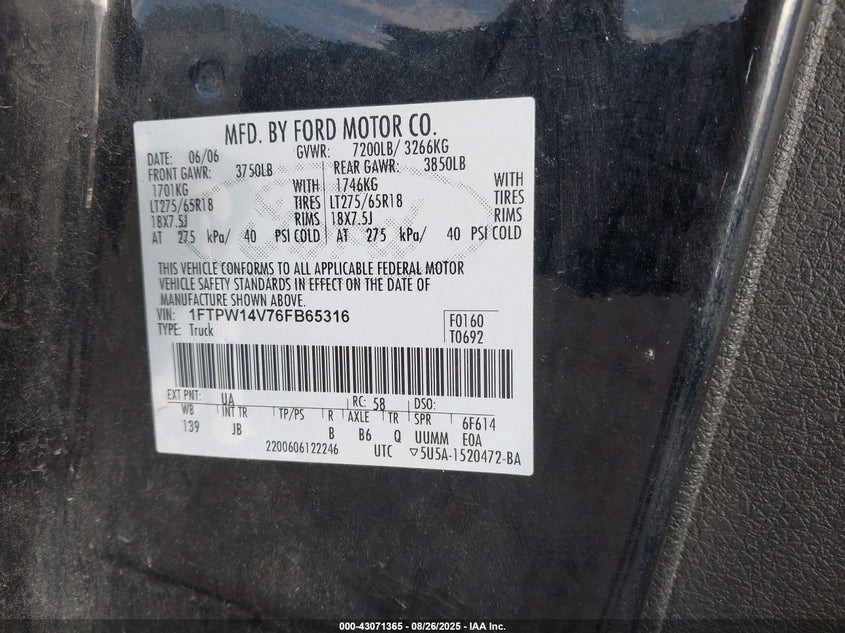 MFD. BY FORD MOTOR CO.
DATE: 06/06 GVWR: 7200LB/ 3266KG
FRONT GAWR: 3750LB REAR GAWR: 3850LB
1701KG WITH 1746KG WITH
LT275/65R18 TIRES LT275/65R18 TIRES
18X7.5J RIMS 18X7.5J RIMS
AT 275 kPa/ 40 PSI COLD AT 275 kPa/ 40 PSI COLD
THIS VEHICLE CONFORMS TO ALL APPLICABLE FEDERAL MOTOR
VEHICLE SAFETY STANDARDS IN EFFECT ON THE DATE OF
MANUFACTURE SHOWN ABOVE.
VIN: 1FTPW14V76FB65316 F0160
TYPE: Truck T0692
EXT PNT: UA RC: 58 DSO:
WB INT TR TP/PS R AXLE TR SPR 6F614
139 JB B B6 Q UUMM EOA
2200606122246 UTC ▽5U5A-1520472-BA
000-43071365 - 08/26/2025 - IAA Inc.